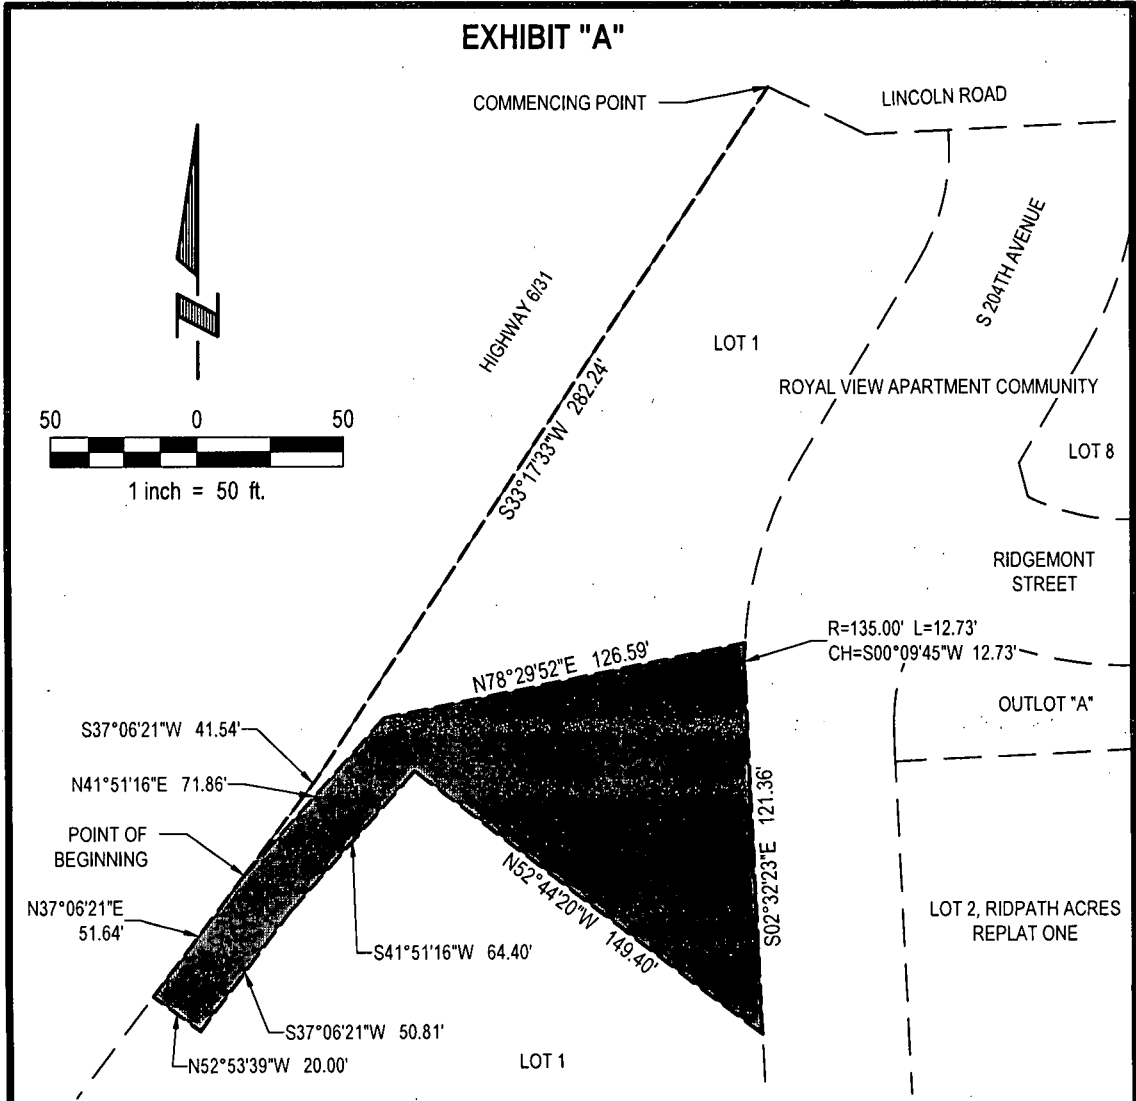 EXHIBIT "A"
COMMENCING POINT
LINCOLN ROAD
S 204TH AVENUE
HIGHWAY 6/31
LOT 1
ROYAL VIEW APARTMENT COMMUNITY
50 0 50
1 inch = 50 ft.
S33°17'33"W 282.24'
LOT 8
RIDGEMONT
STREET
R=135.00' L=12.73'
CH=S00°09'45"W 12.73'
N78°29'52"E 126.59'
OUTLOT "A"
S37°06'21"W 41.54'
N41°51'16"E 71.86'
POINT OF
BEGINNING
S02°32'23"E 121.36'
N52°44'20"W 149.40'
N37°06'21"E
51.64'
LOT 2, RIDPATH ACRES
REPLAT ONE
S41°51'16"W 64.40'
S37°06'21"W 50.81'
N52°53'39"W 20.00'
LOT 1